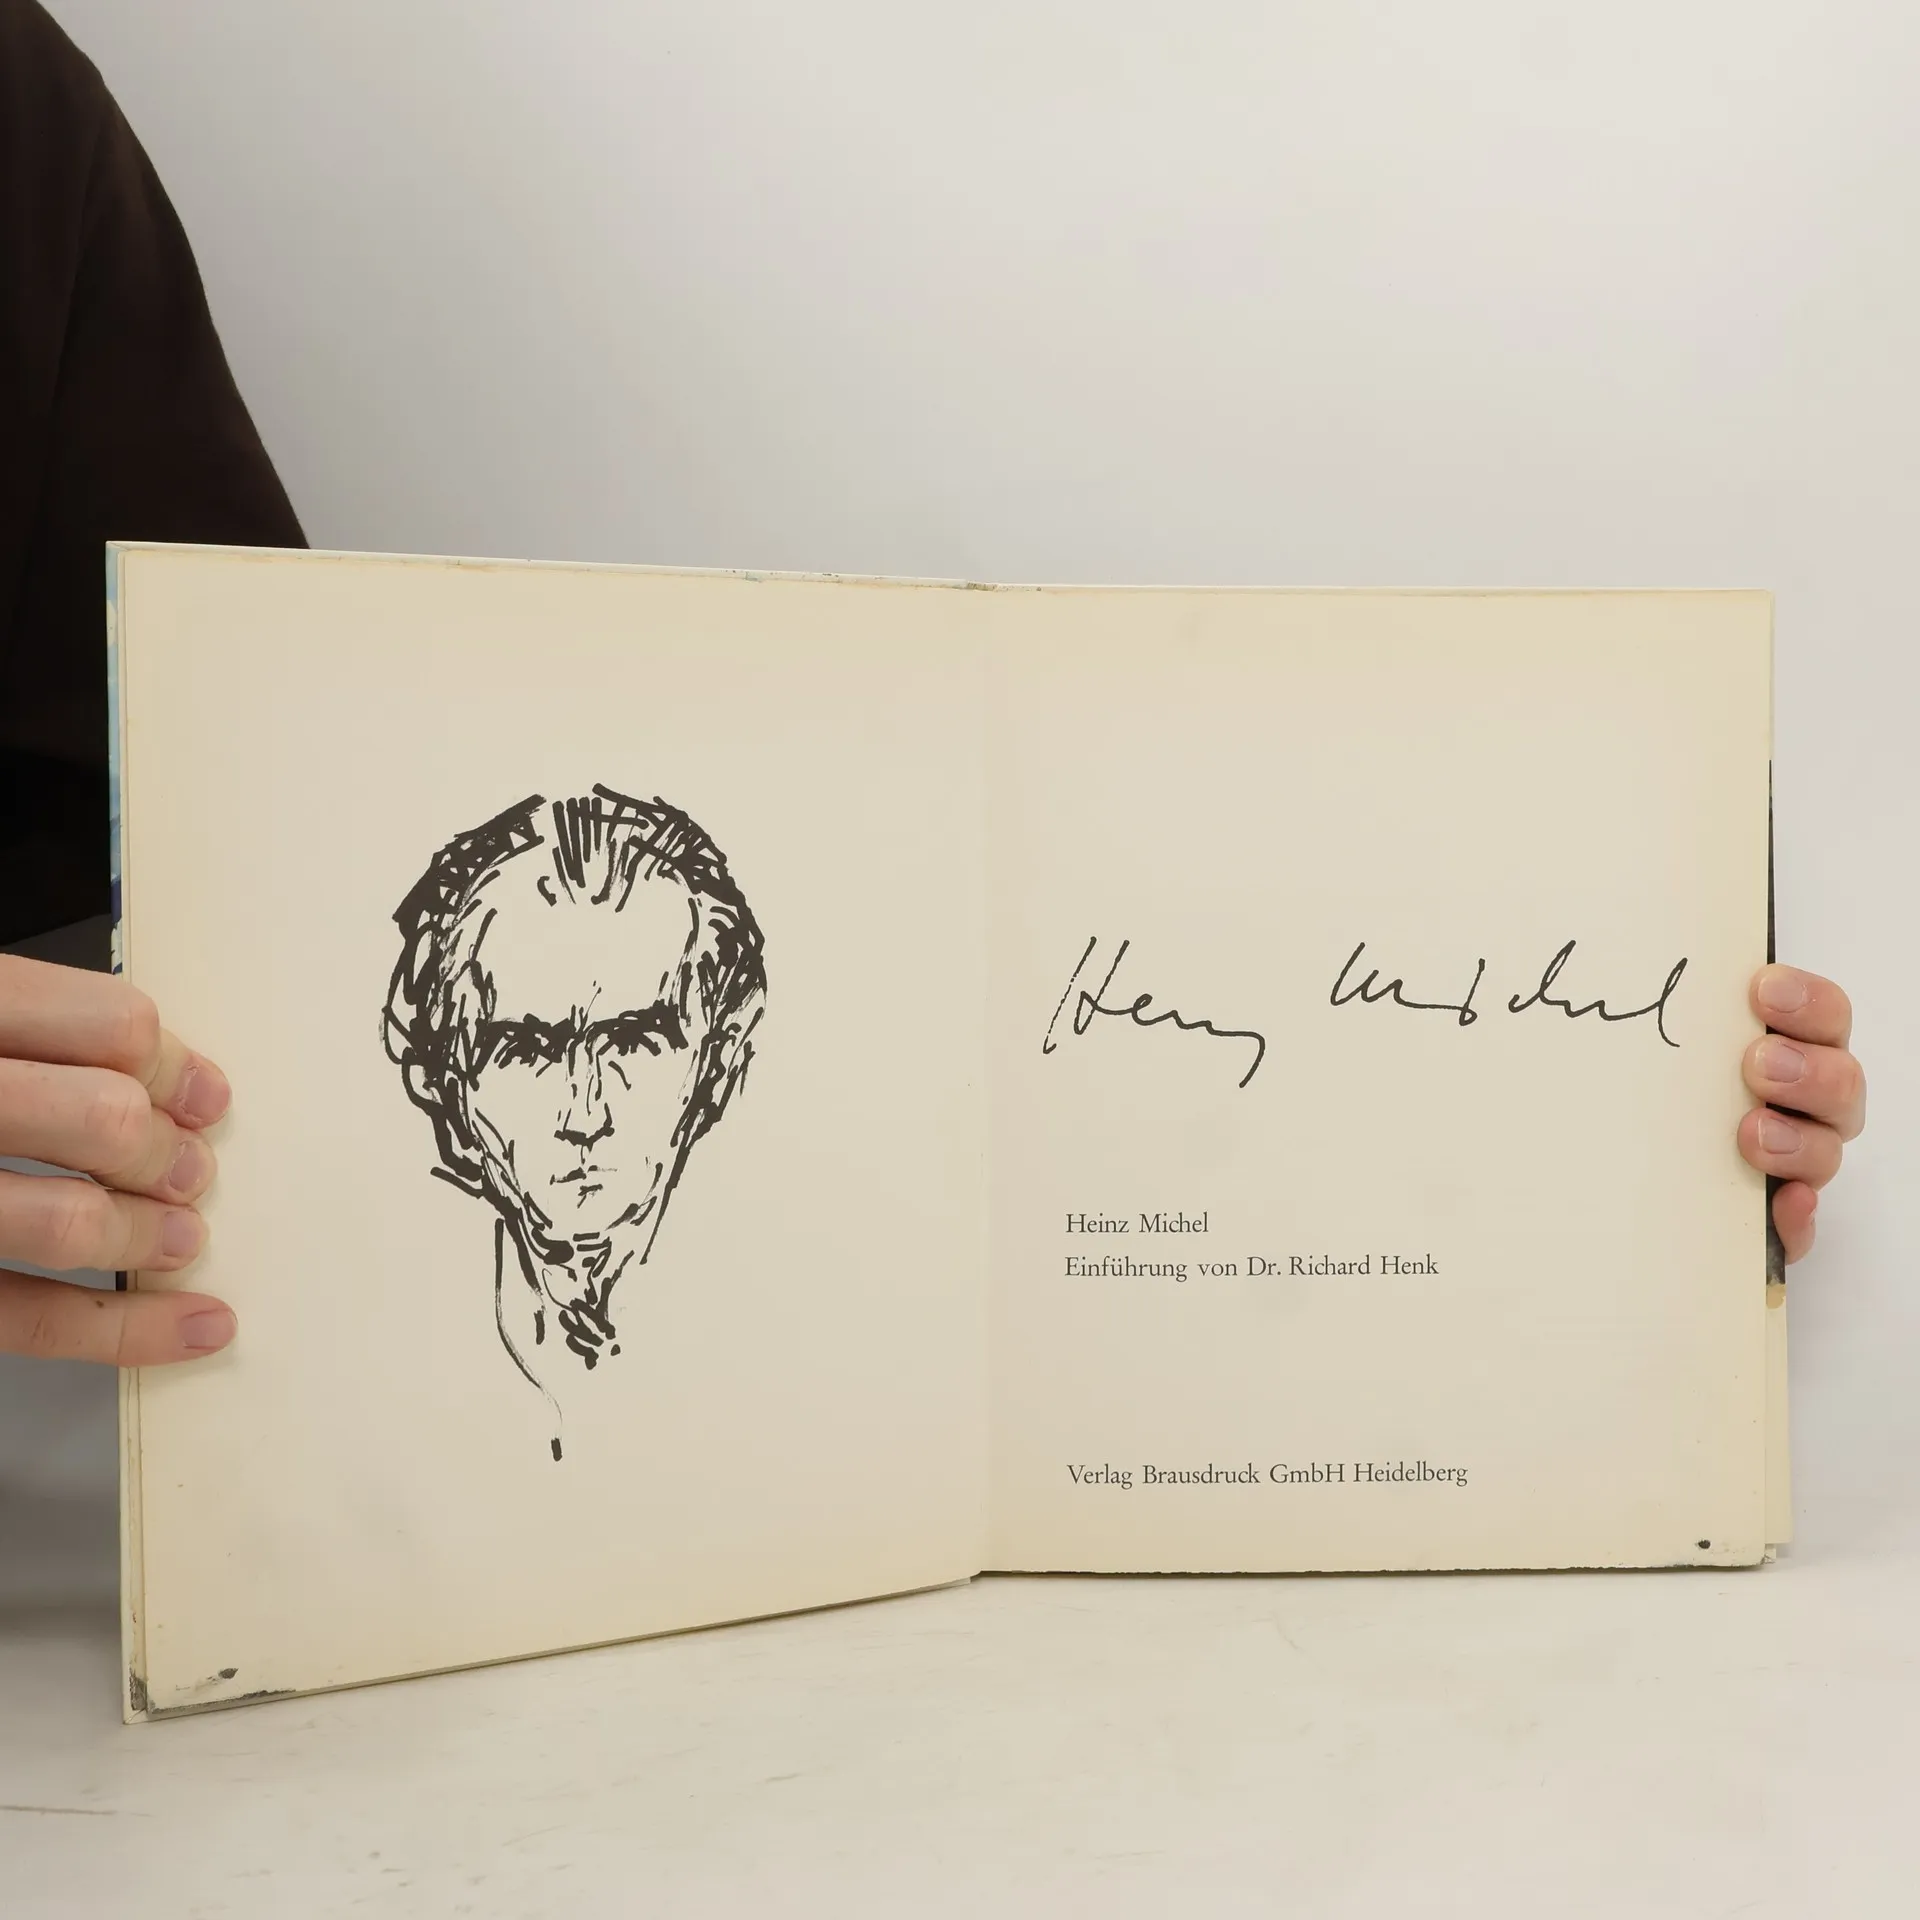 Heinz Michel
Heinz Michel
Einführung von Dr. Richard Henk
Verlag Brausdruck GmbH Heidelberg